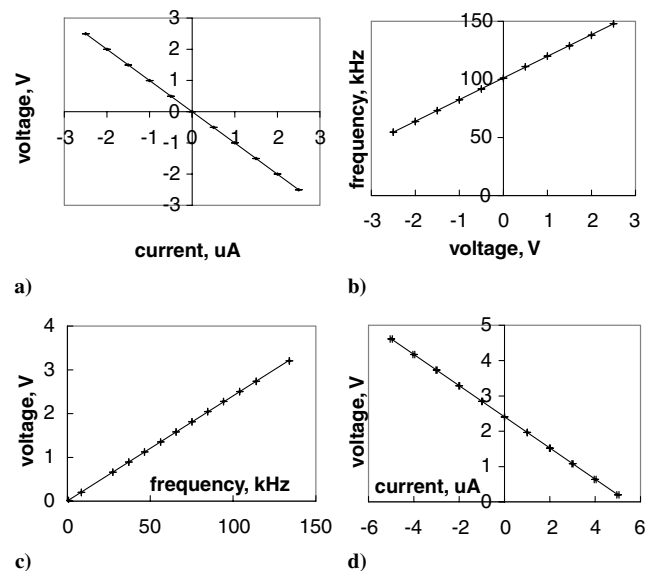 3
2
1
0
-3 -2 -1 0 1 2 3
-1
-2
-3
voltage, V
current, uA
a)
150
100
50
0
-3 -2 -1 0 1 2 3
frequency, kHz
voltage, V
b)
4
3
2
1
0
0 50 100 150
voltage, V
frequency, kHz
c)
5
4
3
2
1
0
-6 -4 -2 0 2 4 6
voltage, V
current, uA
d)